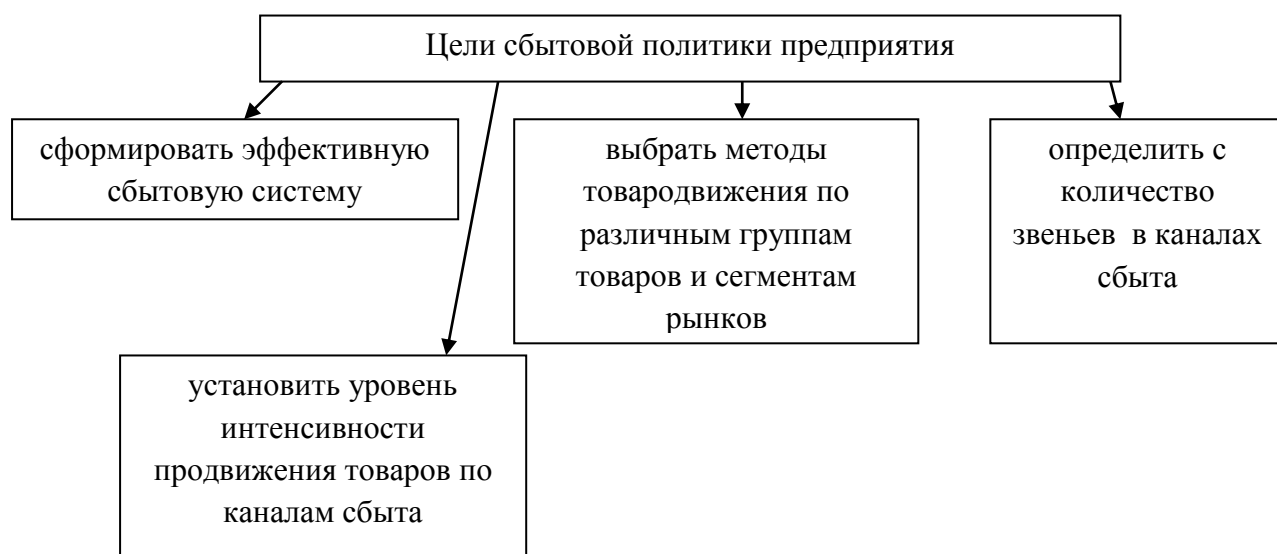 Цели сбытовой политики предприятия
сформировать эффективную
сбытовую систему
выбрать методы
товародвижения по
различным группам
товаров и сегментам
рынков
определить с
количество
звеньев  в каналах
сбыта
установить уровень
интенсивности
продвижения товаров по
каналам сбыта